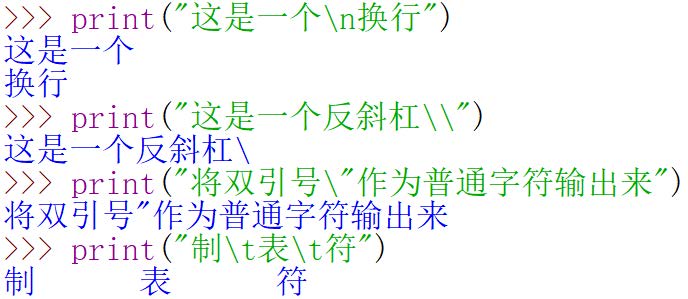 >>> print("这是一个\n换行")
这是一个
换行
>>> print("这是一个反斜杠\\")
这是一个反斜杠\
>>> print("将双引号\"作为普通字符输出来")
将双引号"作为普通字符输出来
>>> print("制\t表\t符")
制	表	符